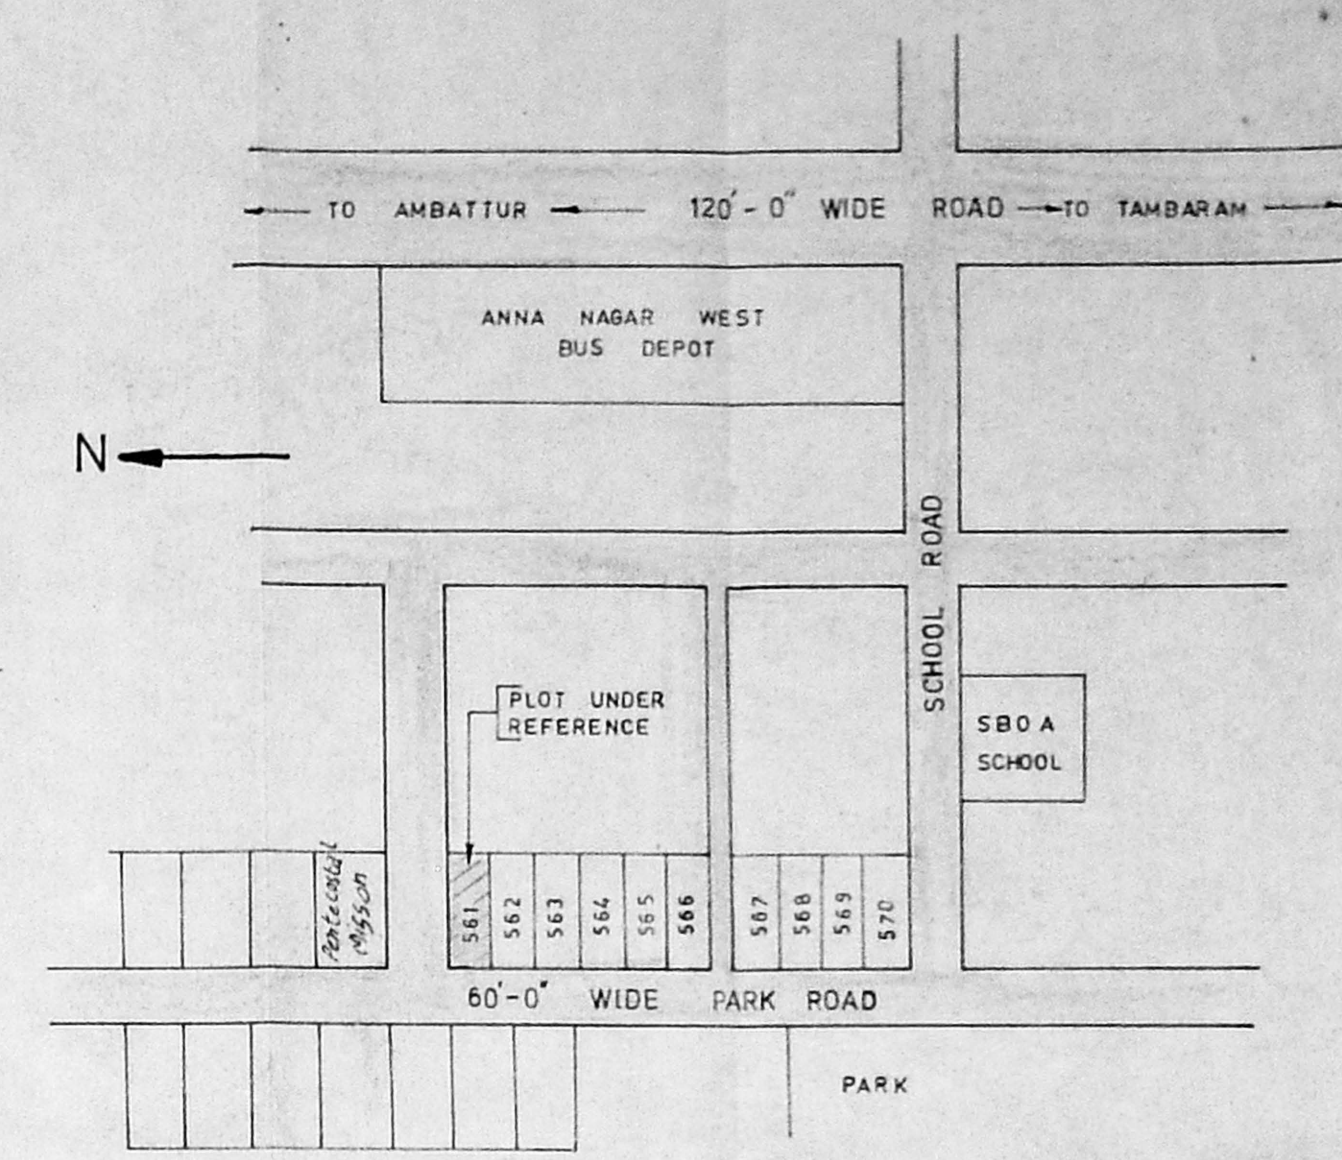 ← TO AMBATTUR ← 120'-0" WIDE ROAD → TO TAMBARAM →
ANNA NAGAR WEST
BUS DEPOT
N
SCHOOL ROAD
PLOT UNDER
REFERENCE
SBOA
SCHOOL
Pentecostal
Misson
561
562
563
564
565
566
567
568
569
570
60'-0" WIDE PARK ROAD
PARK